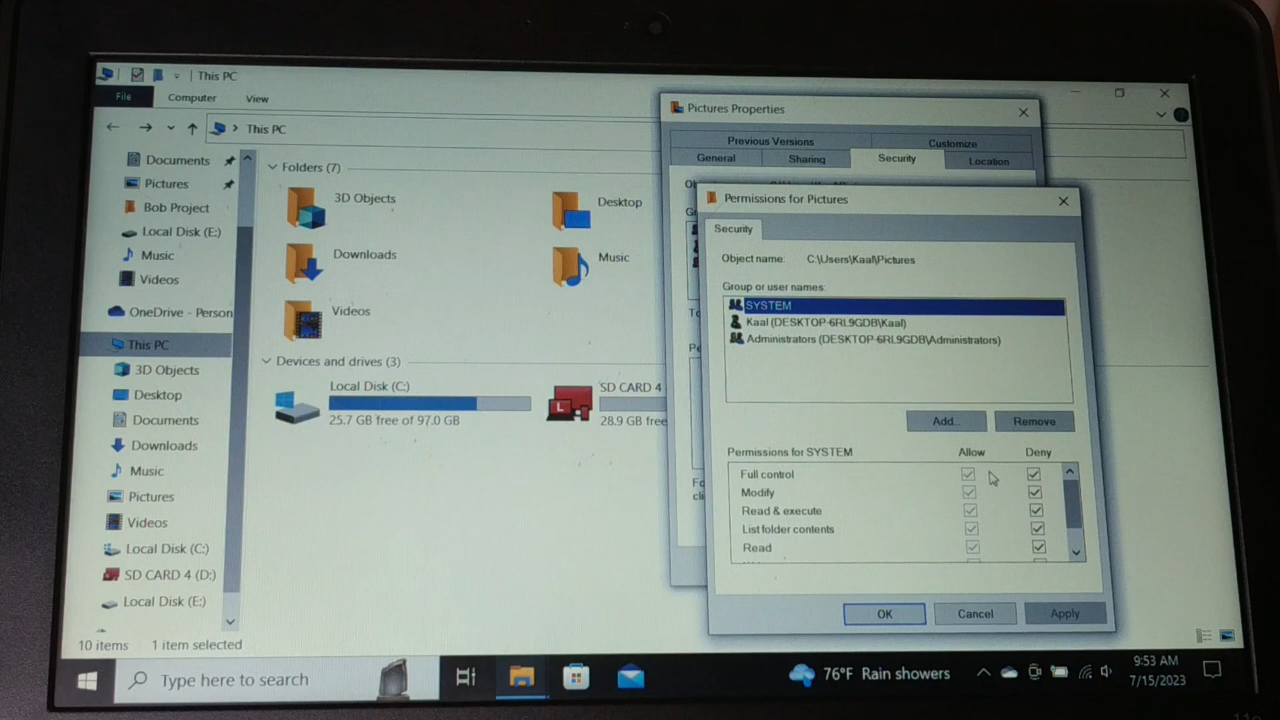 This PC
File Computer View
This PC
Documents
Pictures
Bob Project
Local Disk (E:)
Music
Videos
OneDrive - Person
This PC
3D Objects
Desktop
Documents
Downloads
Music
Pictures
Videos
Local Disk (C:)
SD CARD 4 (D:)
Local Disk (E:)
10 items 1 item selected
Folders (7)
3D Objects
Desktop
Downloads
Music
Videos
Devices and drives (3)
Local Disk (C:)
25.7 GB free of 97.0 GB
SD CARD 4
28.9 GB free
Pictures Properties
Previous Versions Customize
General Sharing Security Location
Permissions for Pictures
Security
Object name: C:\Users\Kaal\Pictures
Group or user names:
SYSTEM
Kaal (DESKTOP-6RL9GDB\Kaal)
Administrators (DESKTOP-6RL9GDB\Administrators)
Add... Remove
Permissions for SYSTEM Allow Deny
Full control
Modify
Read & execute
List folder contents
Read
OK Cancel Apply
Type here to search
76°F Rain showers
9:53 AM
7/15/2023